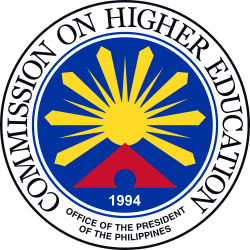 COMMISSION ON HIGHER EDUCATION
1994
OFFICE OF THE PRESIDENT
OF THE PHILIPPINES